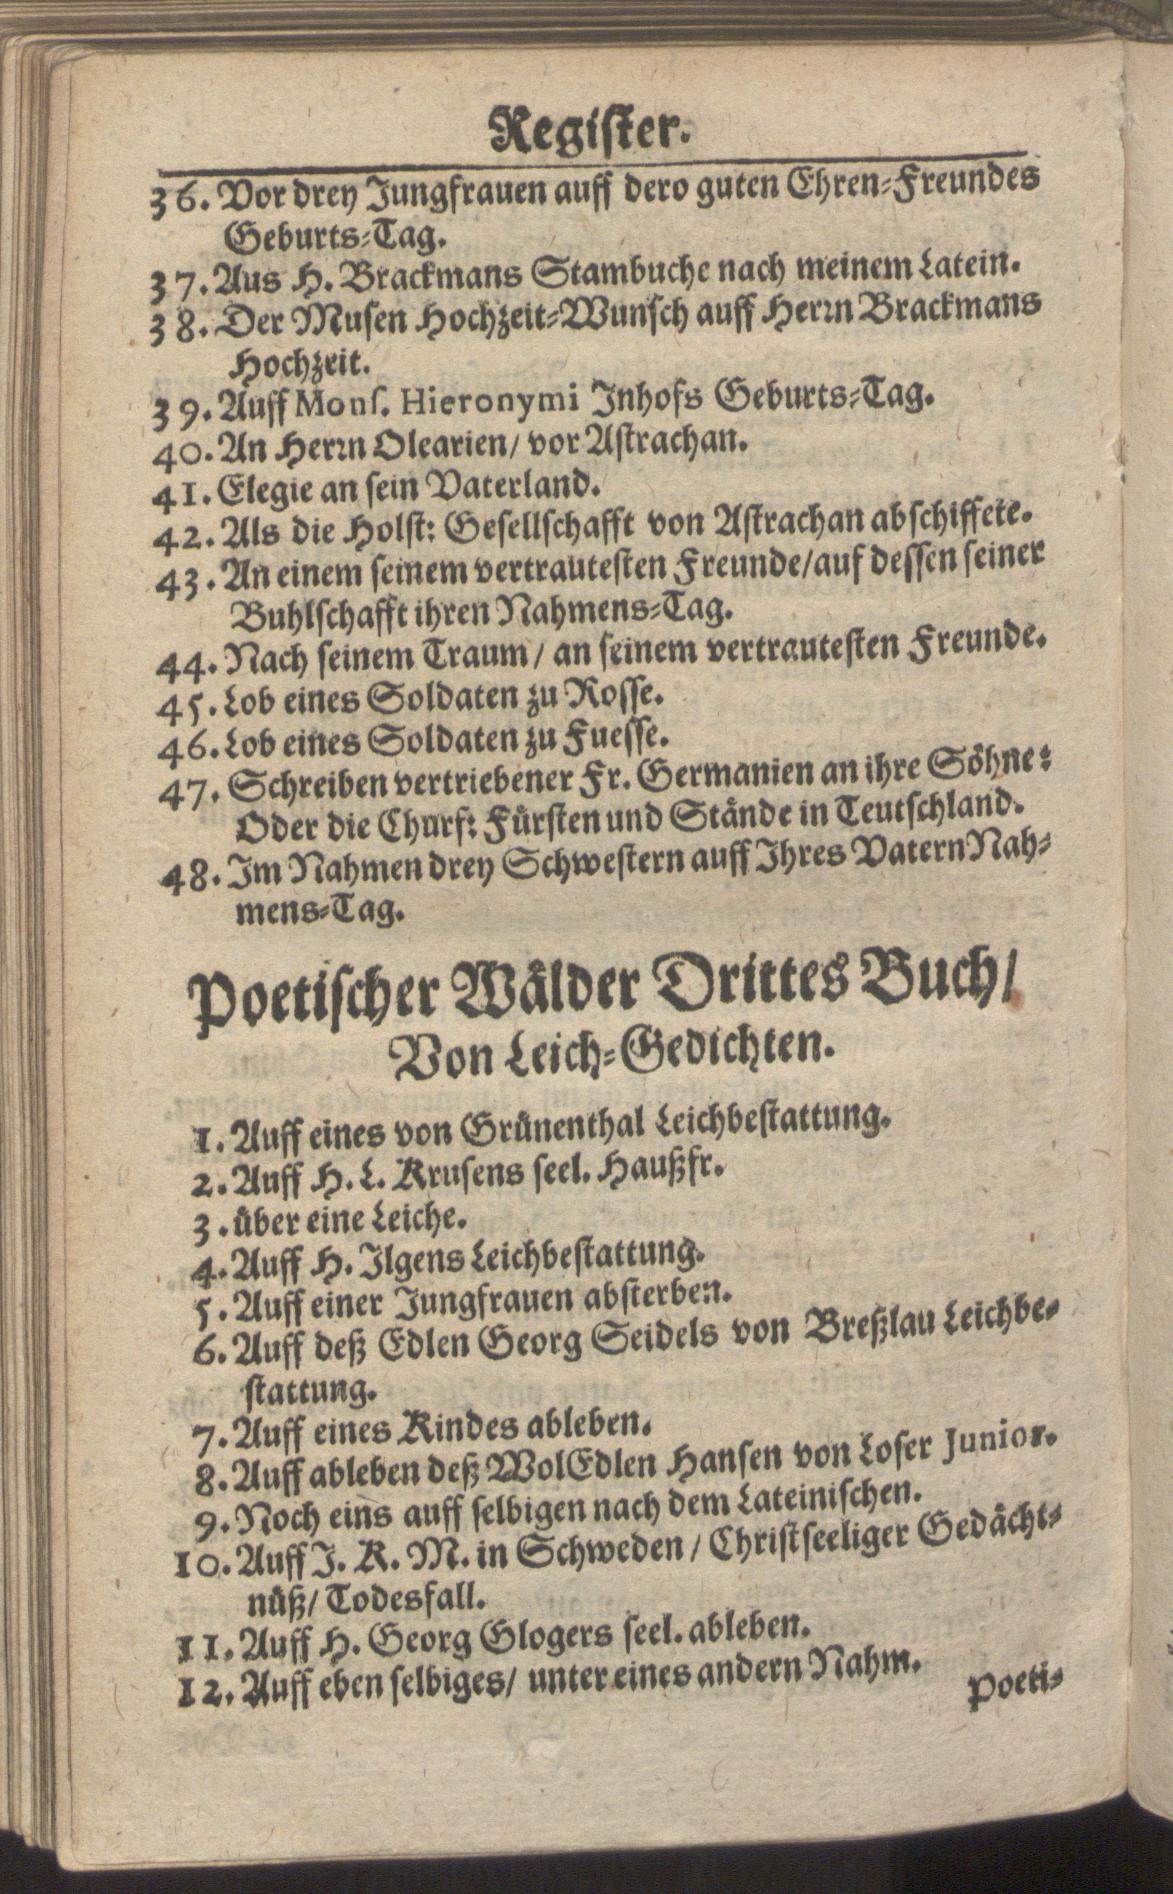 Register.
36. Vor drey Jungfrauen auff dero guten Ehren-Freundes
Geburts-Tag.
37. Aus H. Brackmans Stambuche nach meinem Latein.
38. Der Musen Hochzeit-Wunsch auff Herrn Brackmans
Hochzeit.
39. Auff Monſ. Hieronymi Jnhofs Geburts-Tag.
40. An Herrn Olearien/ vor Aſtrachan.
41. Elegie an ſein Vaterland.
42. Als die Holſt: Geſellſchafft von Aſtrachan abſchiffete.
43. An einem ſeinem vertrauteſten Freunde/ auf deſſen ſeiner
Buhlſchafft ihren Nahmens-Tag.
44. Nach ſeinem Traum/ an ſeinem vertrauteſten Freunde.
45. Lob eines Soldaten zu Roſſe.
46. Lob eines Soldaten zu Fueſſe.
47. Schreiben vertriebener Fr. Germanien an ihre Söhne:
Oder die Churf: Fürſten und Stände in Teutſchland.
48. Im Nahmen drey Schweſtern auff Ihres Vatern Nah-
mens-Tag.
Poetiſcher Wälder Drittes Buch/
Von Leich-Gedichten.
1. Auff eines von Grünenthal Leichbeſtattung.
2. Auff H. L. Kruſens ſeel. Haußfr.
3. über eine Leiche.
4. Auff H. Ilgens Leichbeſtattung.
5. Auff einer Jungfrauen abſterben.
6. Auff deß Edlen Georg Seidels von Breßlau Leichbe-
ſtattung.
7. Auff eines Kindes ableben.
8. Auff ableben deß WolEdlen Hanſen von Loſer Junior.
9. Noch eins auff ſelbigen nach dem Lateiniſchen.
10. Auff J. K. M. in Schweden/ Chriſtſeeliger Gedächt-
nüß/ Todesfall.
11. Auff H. Georg Glogers ſeel. ableben.
12. Auff eben ſelbiges/ unter eines andern Nahm.
Poeti-